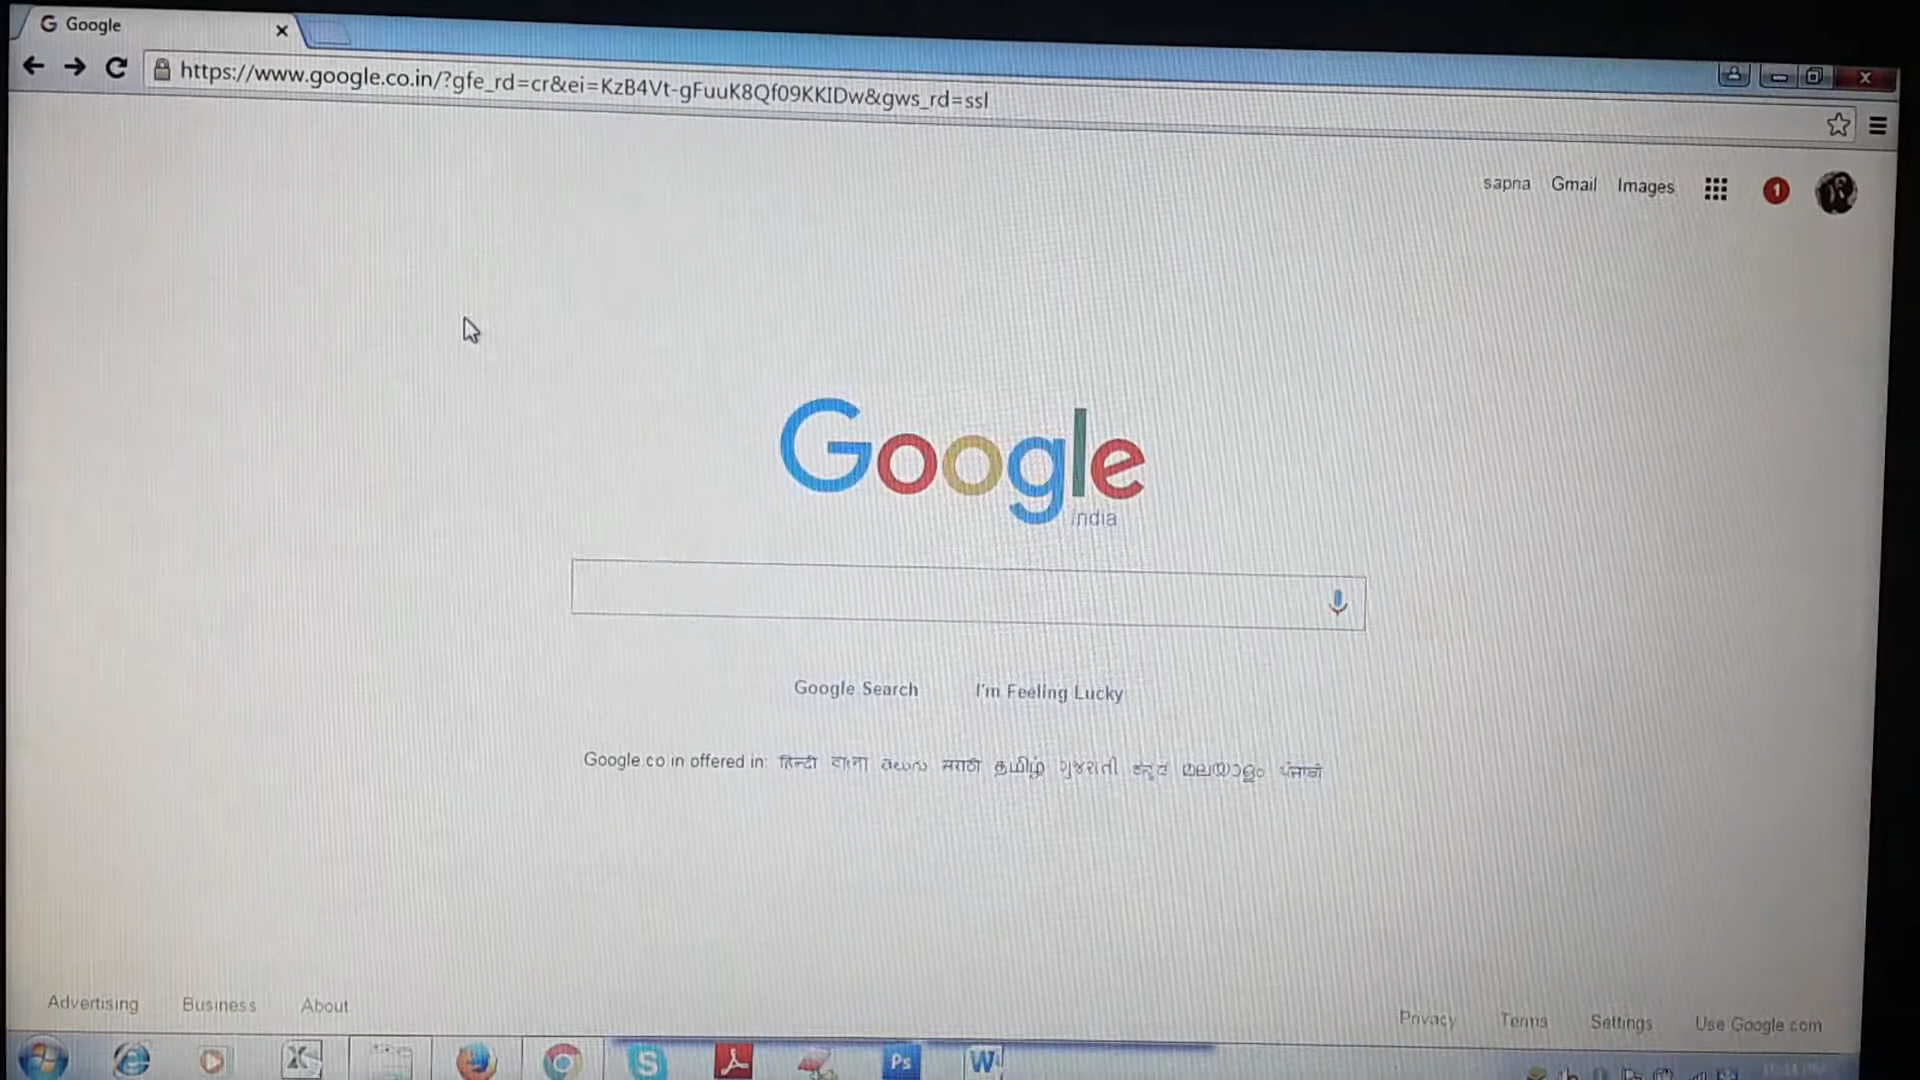 Google
https://www.google.co.in/?gfe_rd=cr&ei=KzB4Vt-gFuuK8Qf09KKIDw&gws_rd=ssl
sapna Gmail Images 1
Google
India
Google Search I'm Feeling Lucky
Google.co.in offered in: हिन्दी বাংলা తెలుగు मराठी தமிழ் ગુજરાતી ಕನ್ನಡ മലയാളം ਪੰਜਾਬੀ
Advertising Business About
Privacy Terms Settings Use Google.com
S Ps W